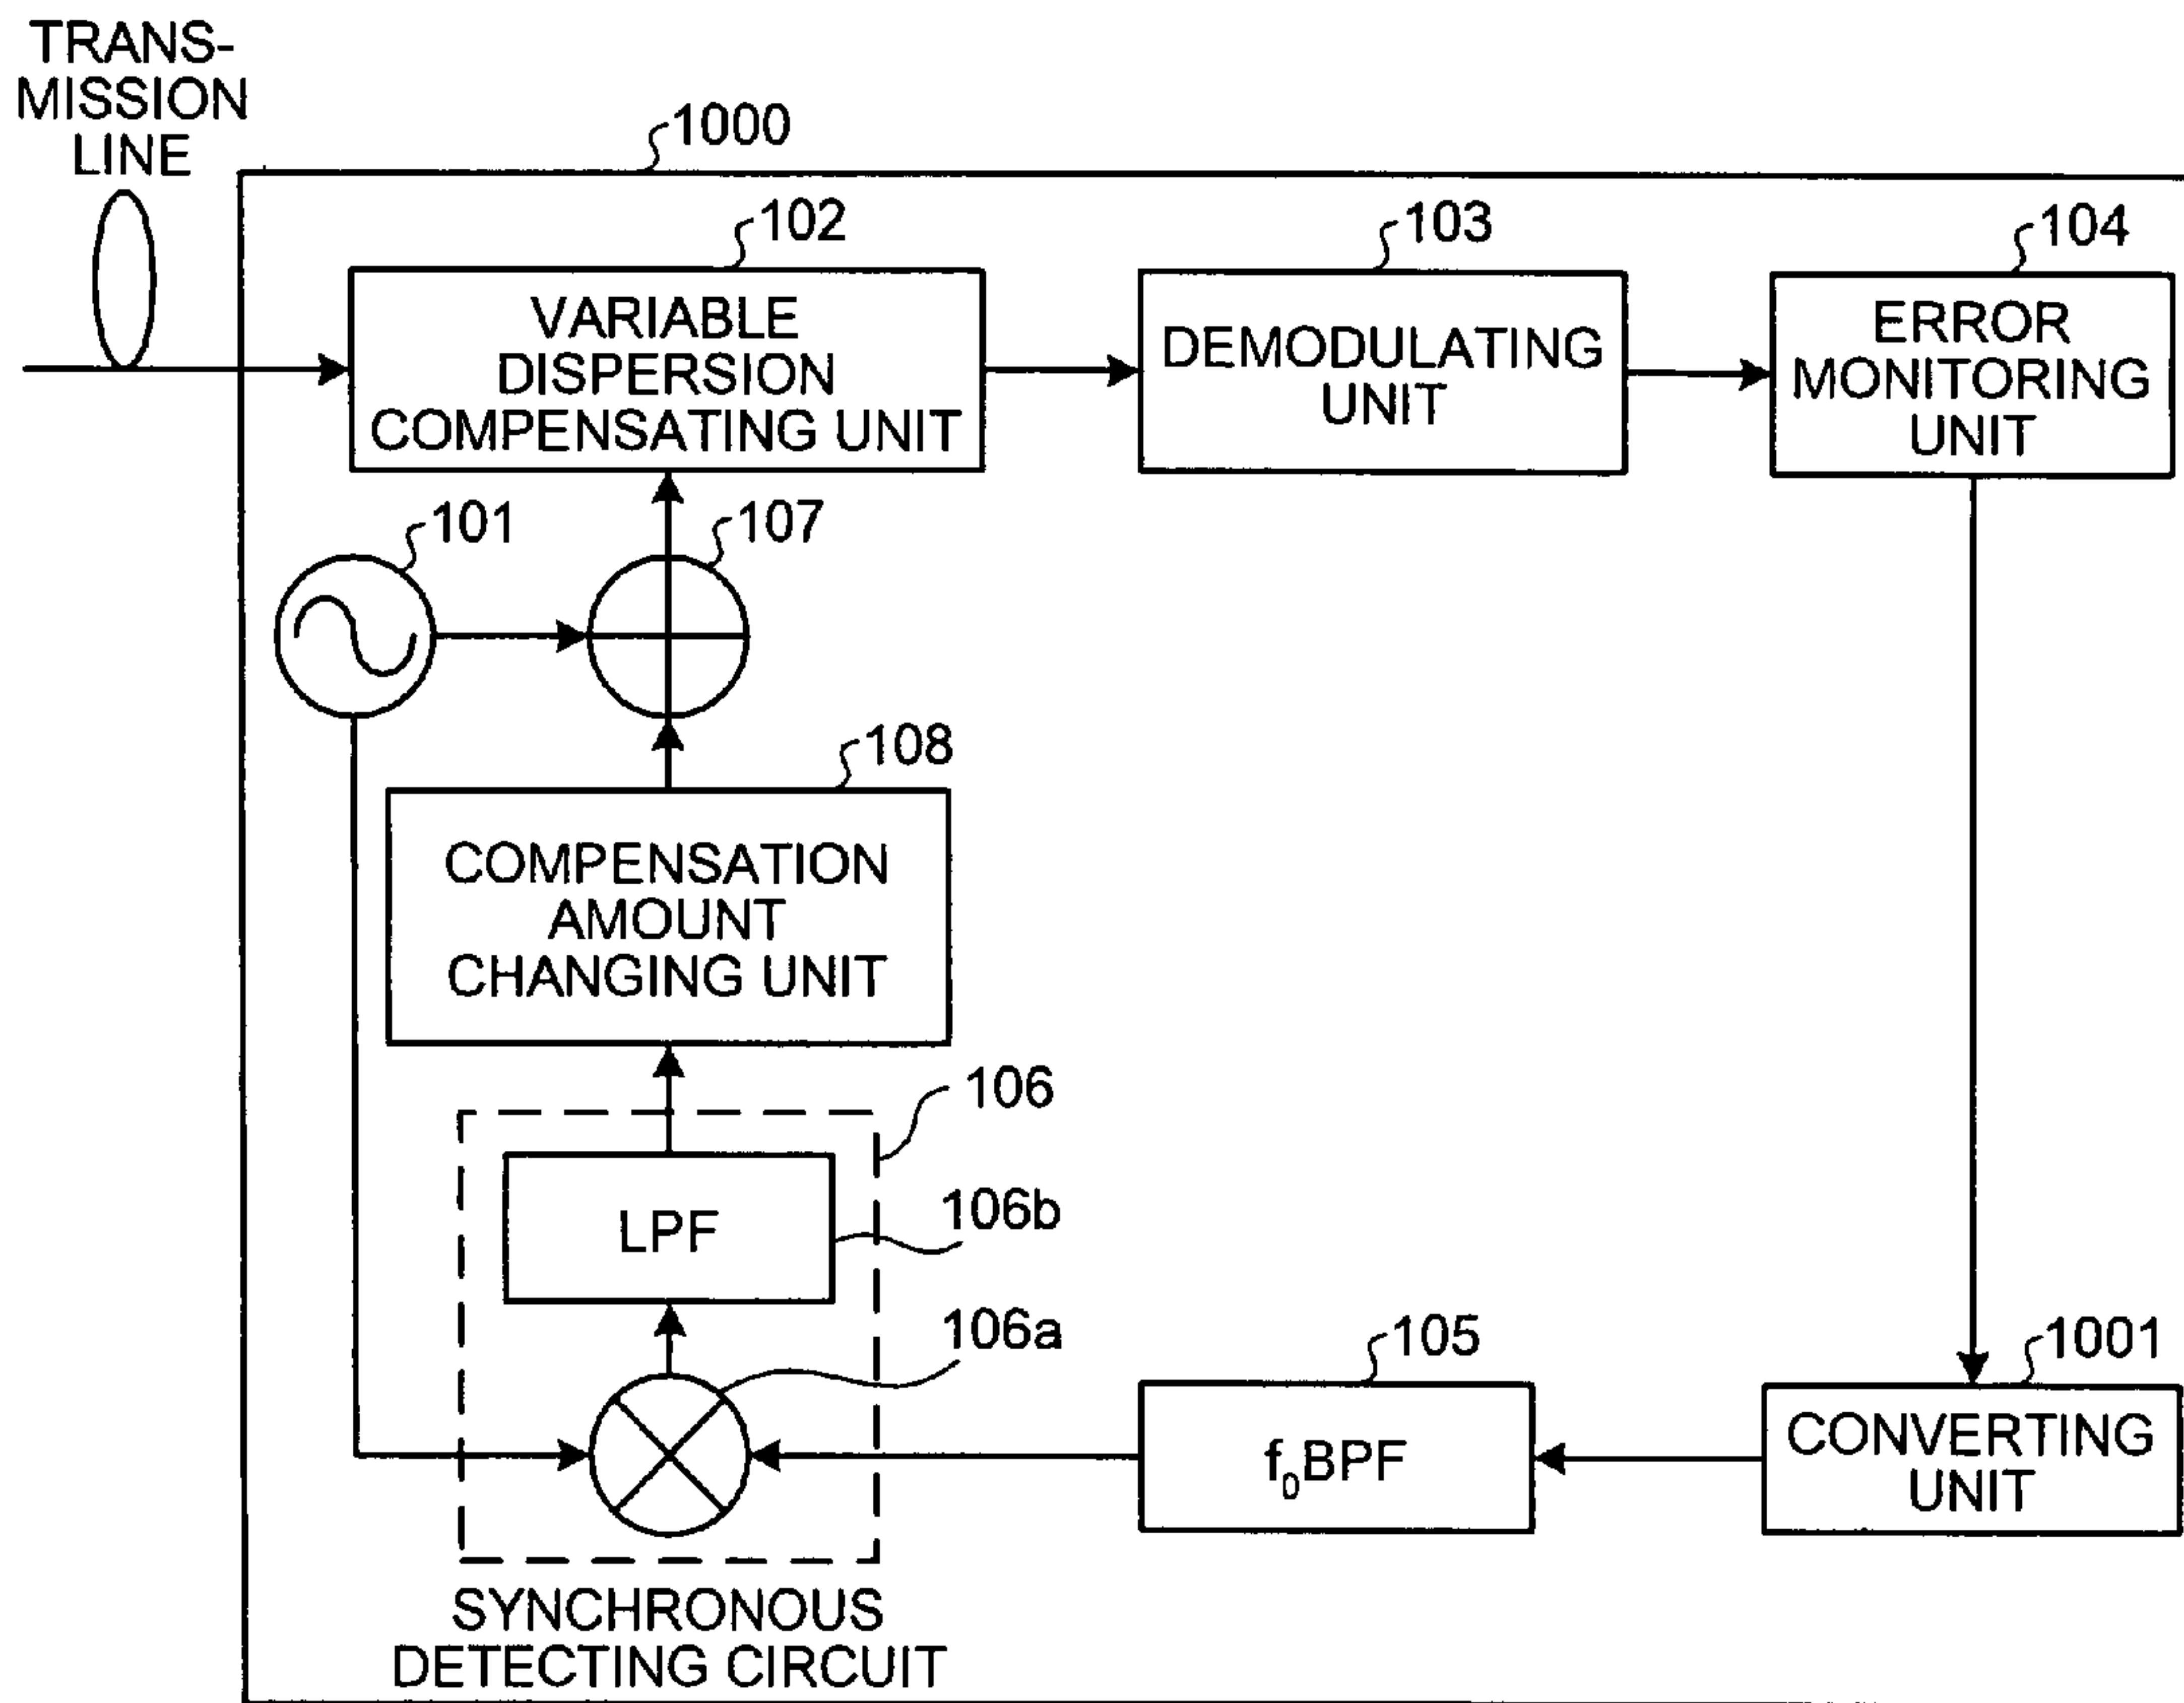 TRANS-
MISSION
LINE
1000
102
103
104
VARIABLE
DISPERSION
COMPENSATING UNIT
DEMODULATING
UNIT
ERROR
MONITORING
UNIT
101
107
108
COMPENSATION
AMOUNT
CHANGING UNIT
106
LPF
106b
106a
105
1001
f₀BPF
CONVERTING
UNIT
SYNCHRONOUS
DETECTING CIRCUIT